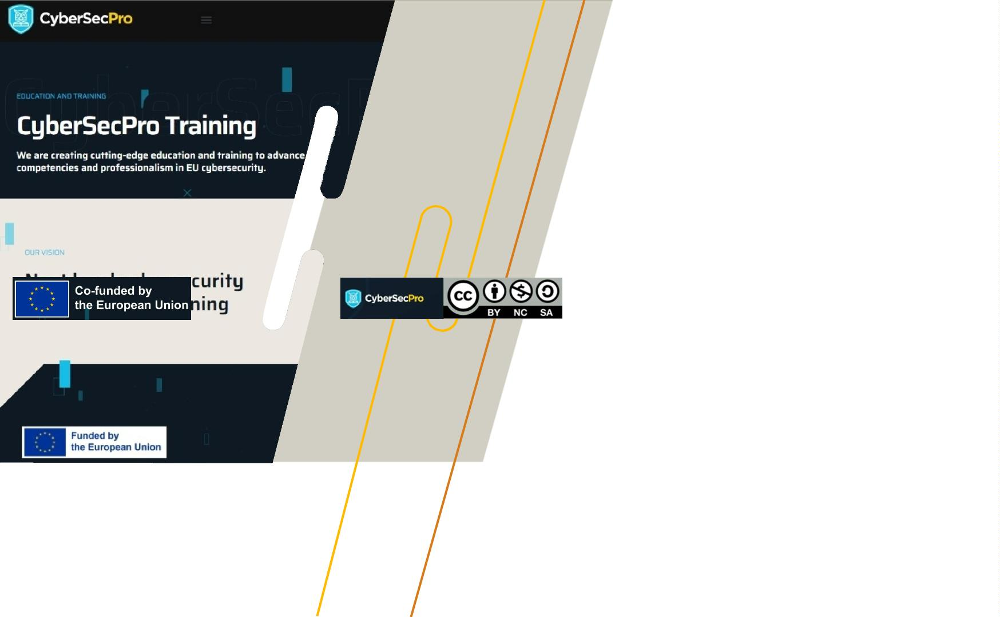 CyberSecPro
EDUCATION AND TRAINING
CyberSecPro Training
We are creating cutting-edge education and training to advance
competencies and professionalism in EU cybersecurity.
OUR VISION
curity
ning
Co-funded by
the European Union
CyberSecPro
CC
BY NC SA
Funded by
the European Union